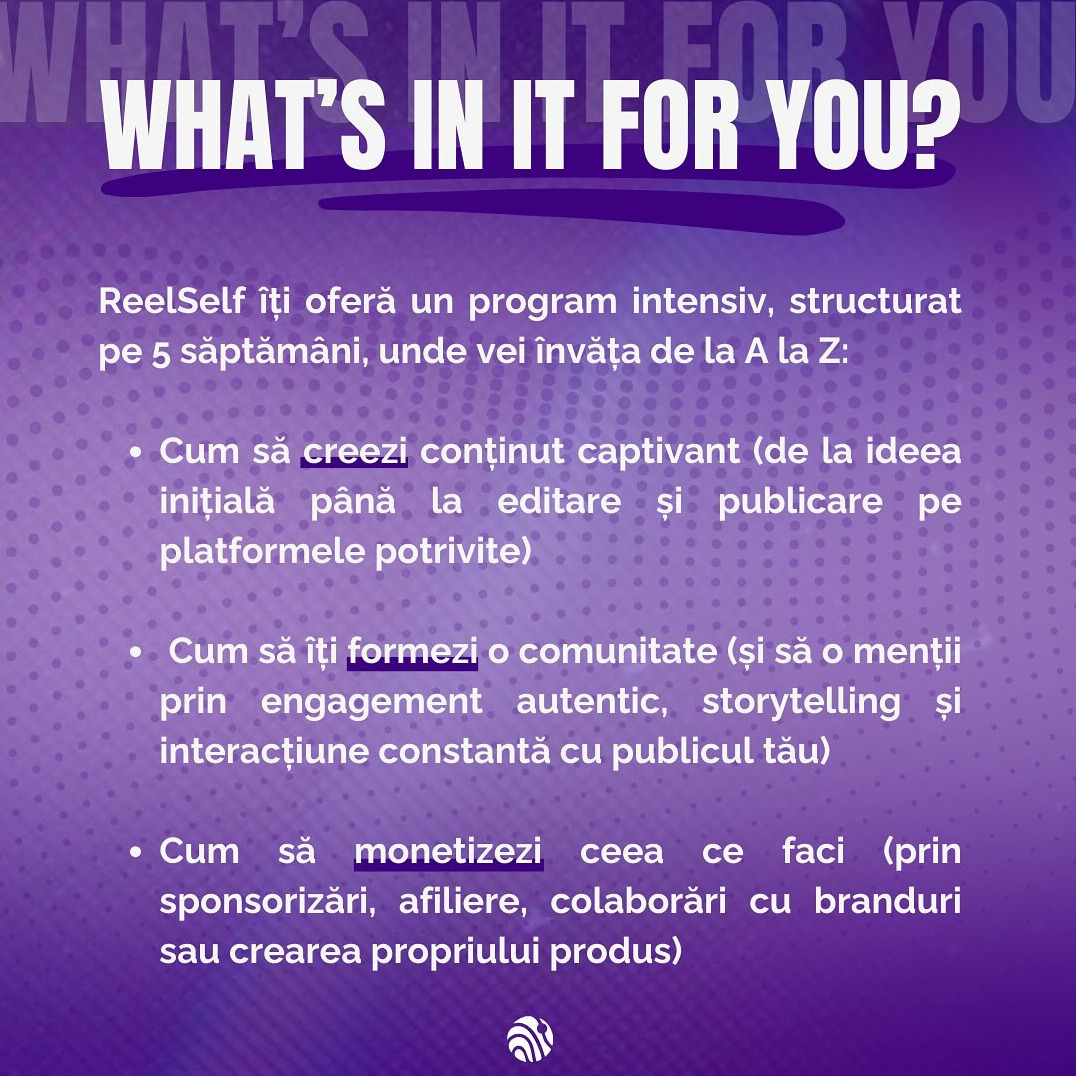 WHAT'S IN IT FOR YOU
WHAT'S IN IT FOR YOU?
ReelSelf îți oferă un program intensiv, structurat
pe 5 săptămâni, unde vei învăța de la A la Z:
• Cum să creezi conținut captivant (de la ideea
inițială până la editare și publicare pe
platformele potrivite)
• Cum să îți formezi o comunitate (și să o menții
prin engagement autentic, storytelling și
interacțiune constantă cu publicul tău)
• Cum să monetizezi ceea ce faci (prin
sponsorizări, afiliere, colaborări cu branduri
sau crearea propriului produs)